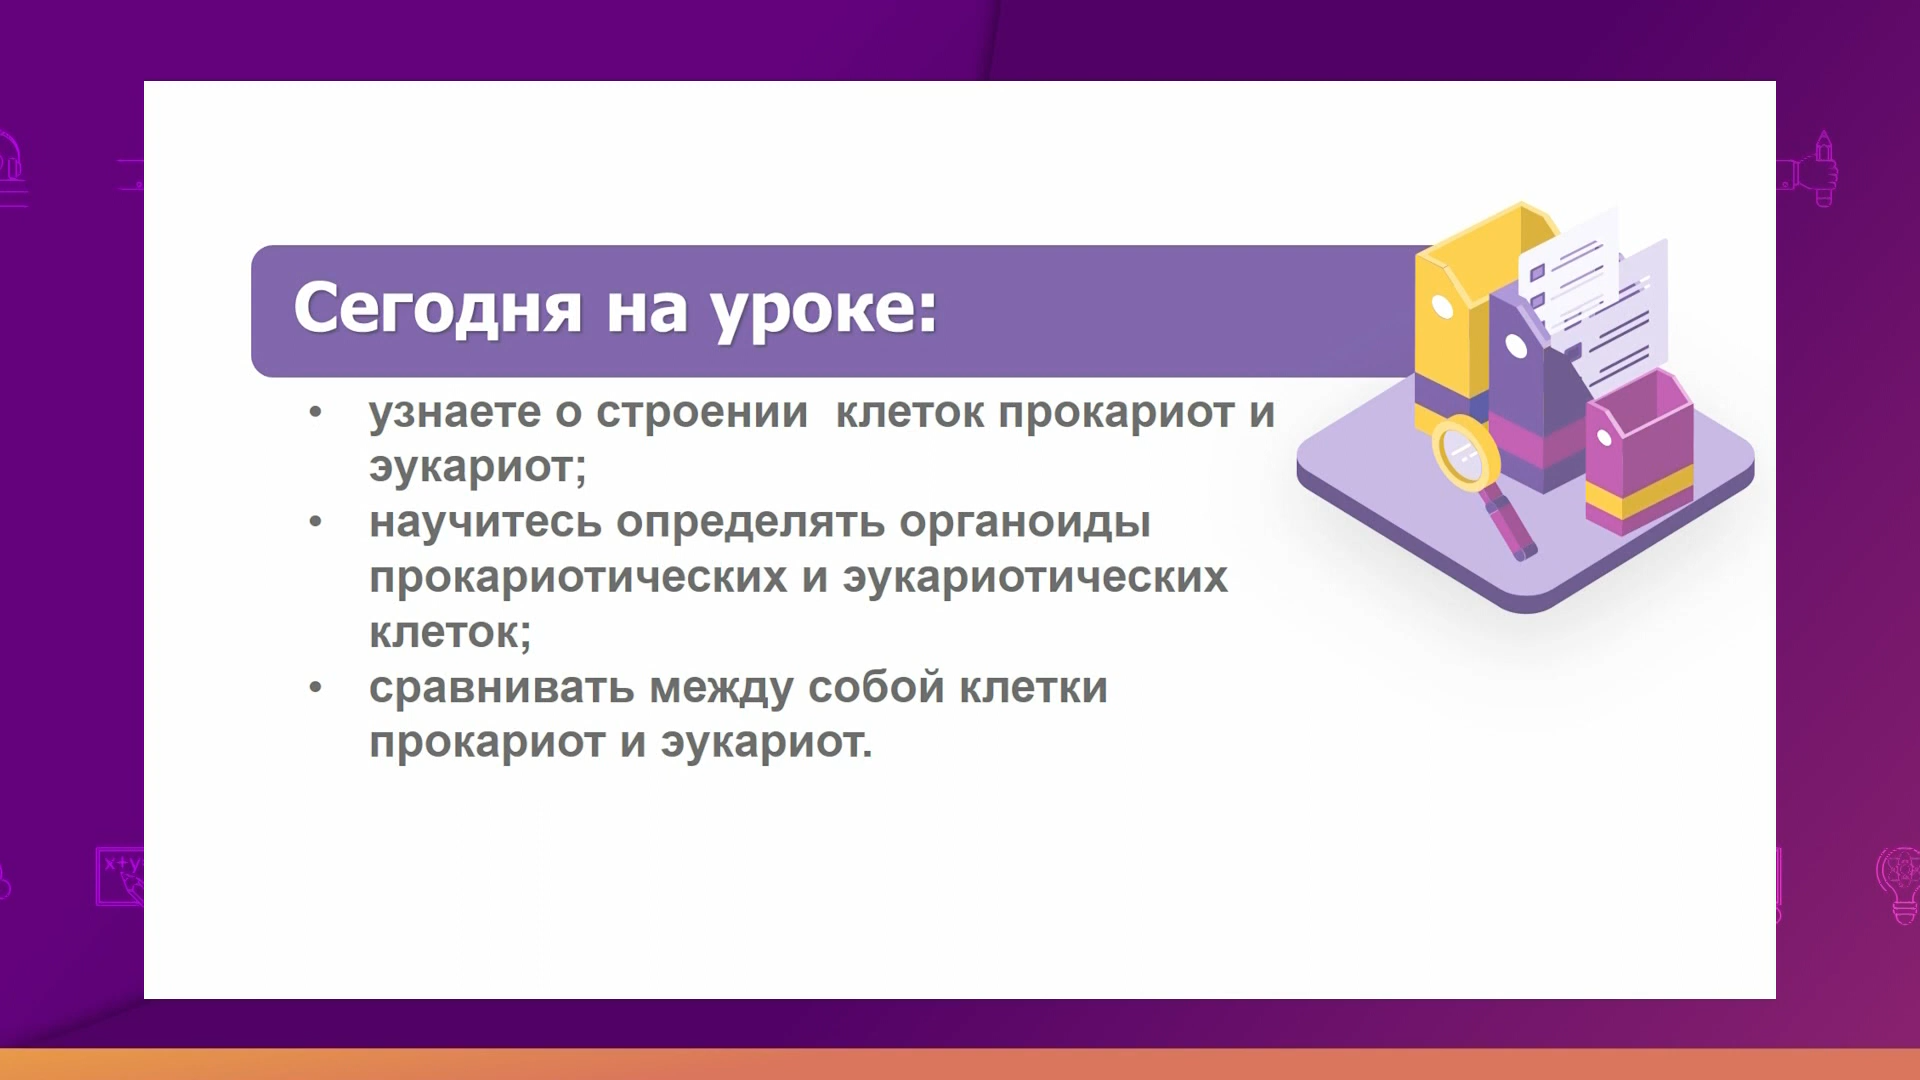 Сегодня на уроке:
• узнаете о строении  клеток прокариот и
эукариот;
• научитесь определять органоиды
прокариотических и эукариотических
клеток;
• сравнивать между собой клетки
прокариот и эукариот.
x+y